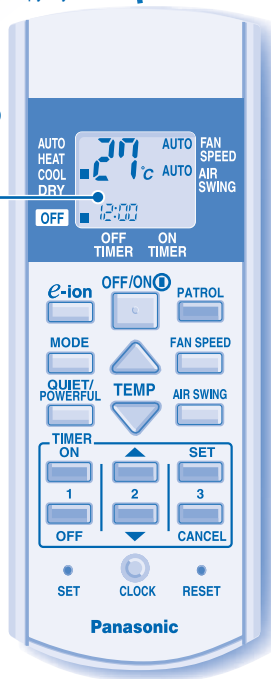 AUTO 27°C AUTO FAN SPEED
HEAT
COOL AUTO AIR SWING
DRY
OFF 12:00
OFF TIMER ON TIMER
e-ion OFF/ON PATROL
MODE FAN SPEED
QUIET/POWERFUL TEMP AIR SWING
TIMER
ON ▲ SET
1 2 3
OFF ▼ CANCEL
SET CLOCK RESET
Panasonic